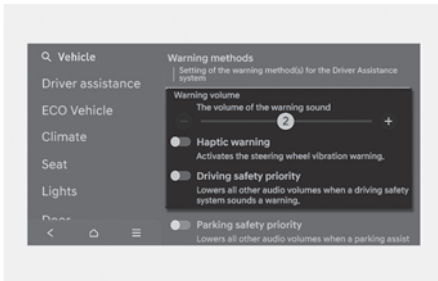 Vehicle
Driver assistance
ECO Vehicle
Climate
Seat
Lights
Door
Warning methods
Setting of the warning method(s) for the Driver Assistance
system
Warning volume
The volume of the warning sound
2
Haptic warning
Activates the steering wheel vibration warning.
Driving safety priority
Lowers all other audio volumes when a driving safety
system sounds a warning.
Parking safety priority
Lowers all other audio volumes when a parking assist